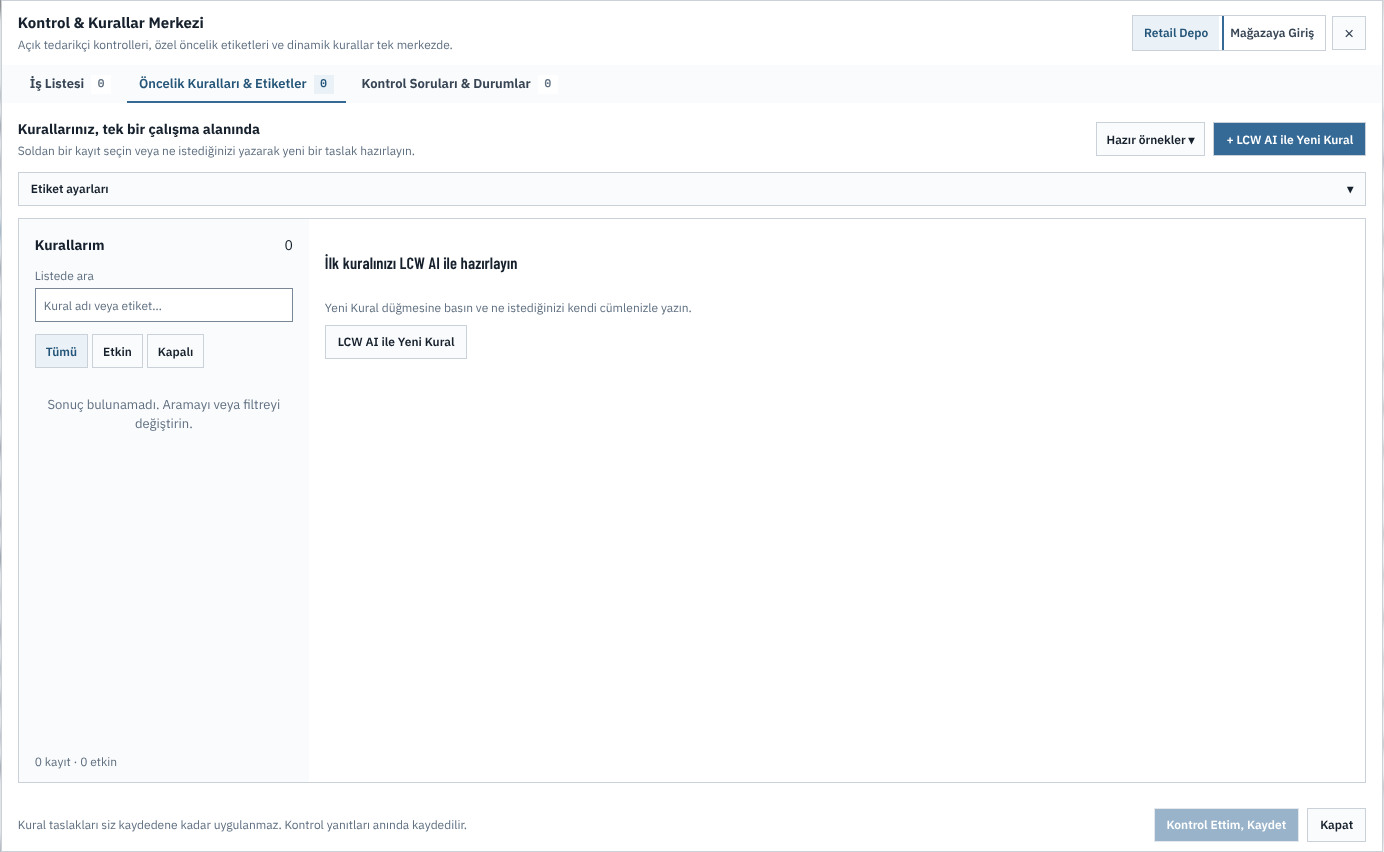 Kontrol & Kurallar Merkezi
Açık tedarikçi kontrolleri, özel öncelik etiketleri ve dinamik kurallar tek merkezde.
Retail Depo
Mağazaya Giriş
×
İş Listesi 0
Öncelik Kuralları & Etiketler 0
Kontrol Soruları & Durumlar 0
Kurallarınız, tek bir çalışma alanında
Soldan bir kayıt seçin veya ne istediğinizi yazarak yeni bir taslak hazırlayın.
Hazır örnekler ▾
+ LCW AI ile Yeni Kural
Etiket ayarları ▾
Kurallarım 0
Listede ara
Kural adı veya etiket...
Tümü
Etkin
Kapalı
Sonuç bulunamadı. Aramayı veya filtreyi
değiştirin.
0 kayıt · 0 etkin
İlk kuralınızı LCW AI ile hazırlayın
Yeni Kural düğmesine basın ve ne istediğinizi kendi cümlenizle yazın.
LCW AI ile Yeni Kural
Kural taslakları siz kaydedene kadar uygulanmaz. Kontrol yanıtları anında kaydedilir.
Kontrol Ettim, Kaydet
Kapat